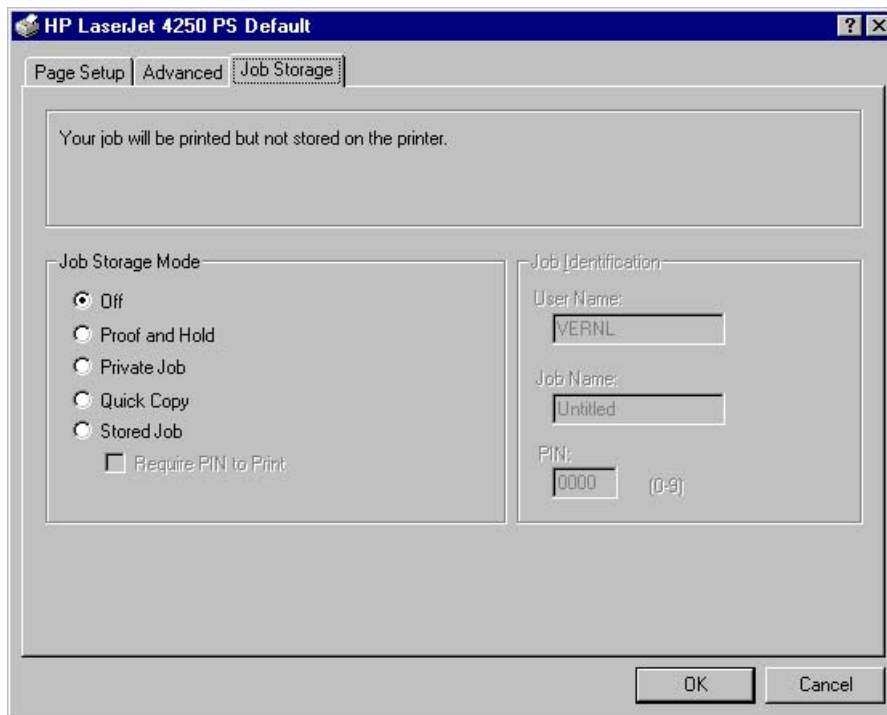 HP LaserJet 4250 PS Default
Page Setup
Advanced
Job Storage
Your job will be printed but not stored on the printer.
Job Storage Mode
Off
Proof and Hold
Private Job
Quick Copy
Stored Job
Require PIN to Print
Job Identification
User Name:
VERNL
Job Name:
Untitled
PIN:
0000 (0-9)
OK
Cancel